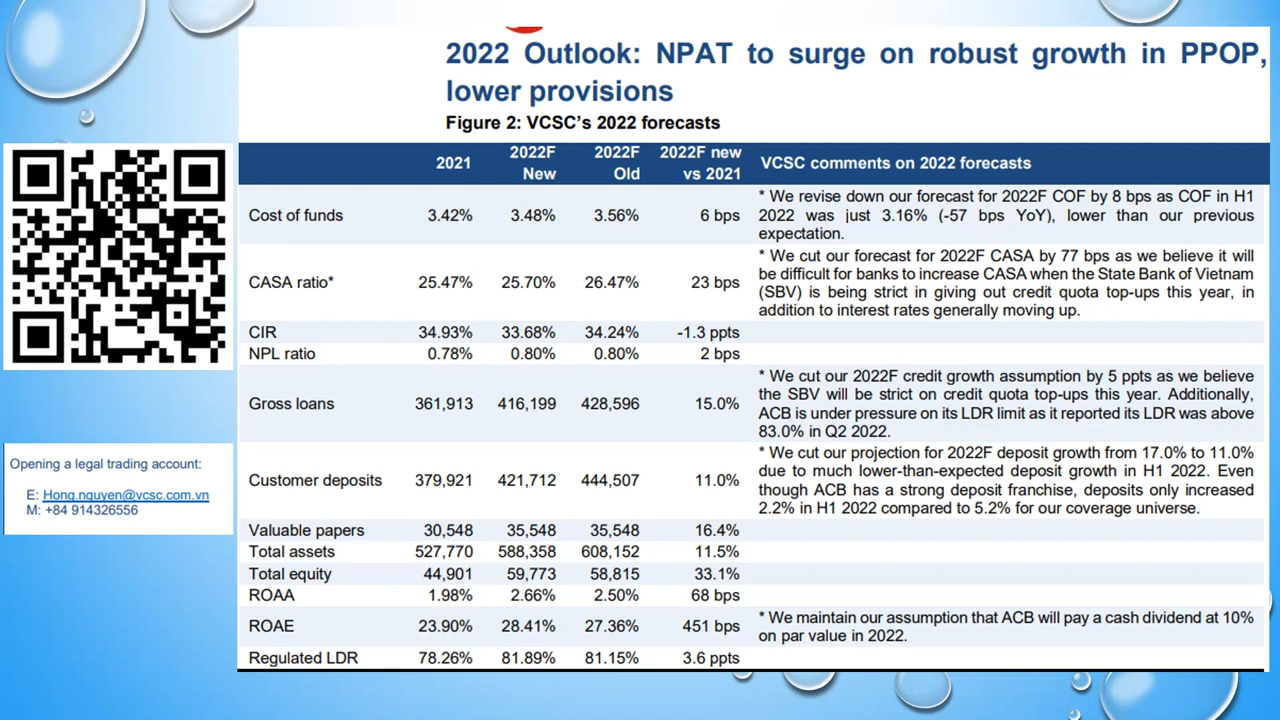 2022 Outlook: NPAT to surge on robust growth in PPOP,
lower provisions
Figure 2: VCSC’s 2022 forecasts
2021 2022F New 2022F Old 2022F new vs 2021 VCSC comments on 2022 forecasts
Cost of funds 3.42% 3.48% 3.56% 6 bps
* We revise down our forecast for 2022F COF by 8 bps as COF in H1
2022 was just 3.16% (-57 bps YoY), lower than our previous
expectation.
CASA ratio* 25.47% 25.70% 26.47% 23 bps
* We cut our forecast for 2022F CASA by 77 bps as we believe it will
be difficult for banks to increase CASA when the State Bank of Vietnam
(SBV) is being strict in giving out credit quota top-ups this year, in
addition to interest rates generally moving up.
CIR 34.93% 33.68% 34.24% -1.3 ppts
NPL ratio 0.78% 0.80% 0.80% 2 bps
Gross loans 361,913 416,199 428,596 15.0%
* We cut our 2022F credit growth assumption by 5 ppts as we believe
the SBV will be strict on credit quota top-ups this year. Additionally,
ACB is under pressure on its LDR limit as it reported its LDR was above
83.0% in Q2 2022.
Customer deposits 379,921 421,712 444,507 11.0%
* We cut our projection for 2022F deposit growth from 17.0% to 11.0%
due to much lower-than-expected deposit growth in H1 2022. Even
though ACB has a strong deposit franchise, deposits only increased
2.2% in H1 2022 compared to 5.2% for our coverage universe.
Valuable papers 30,548 35,548 35,548 16.4%
Total assets 527,770 588,358 608,152 11.5%
Total equity 44,901 59,773 58,815 33.1%
ROAA 1.98% 2.66% 2.50% 68 bps
ROAE 23.90% 28.41% 27.36% 451 bps
* We maintain our assumption that ACB will pay a cash dividend at 10%
on par value in 2022.
Regulated LDR 78.26% 81.89% 81.15% 3.6 ppts
Opening a legal trading account:
E: Hong.nguyen@vcsc.com.vn
M: +84 914326556